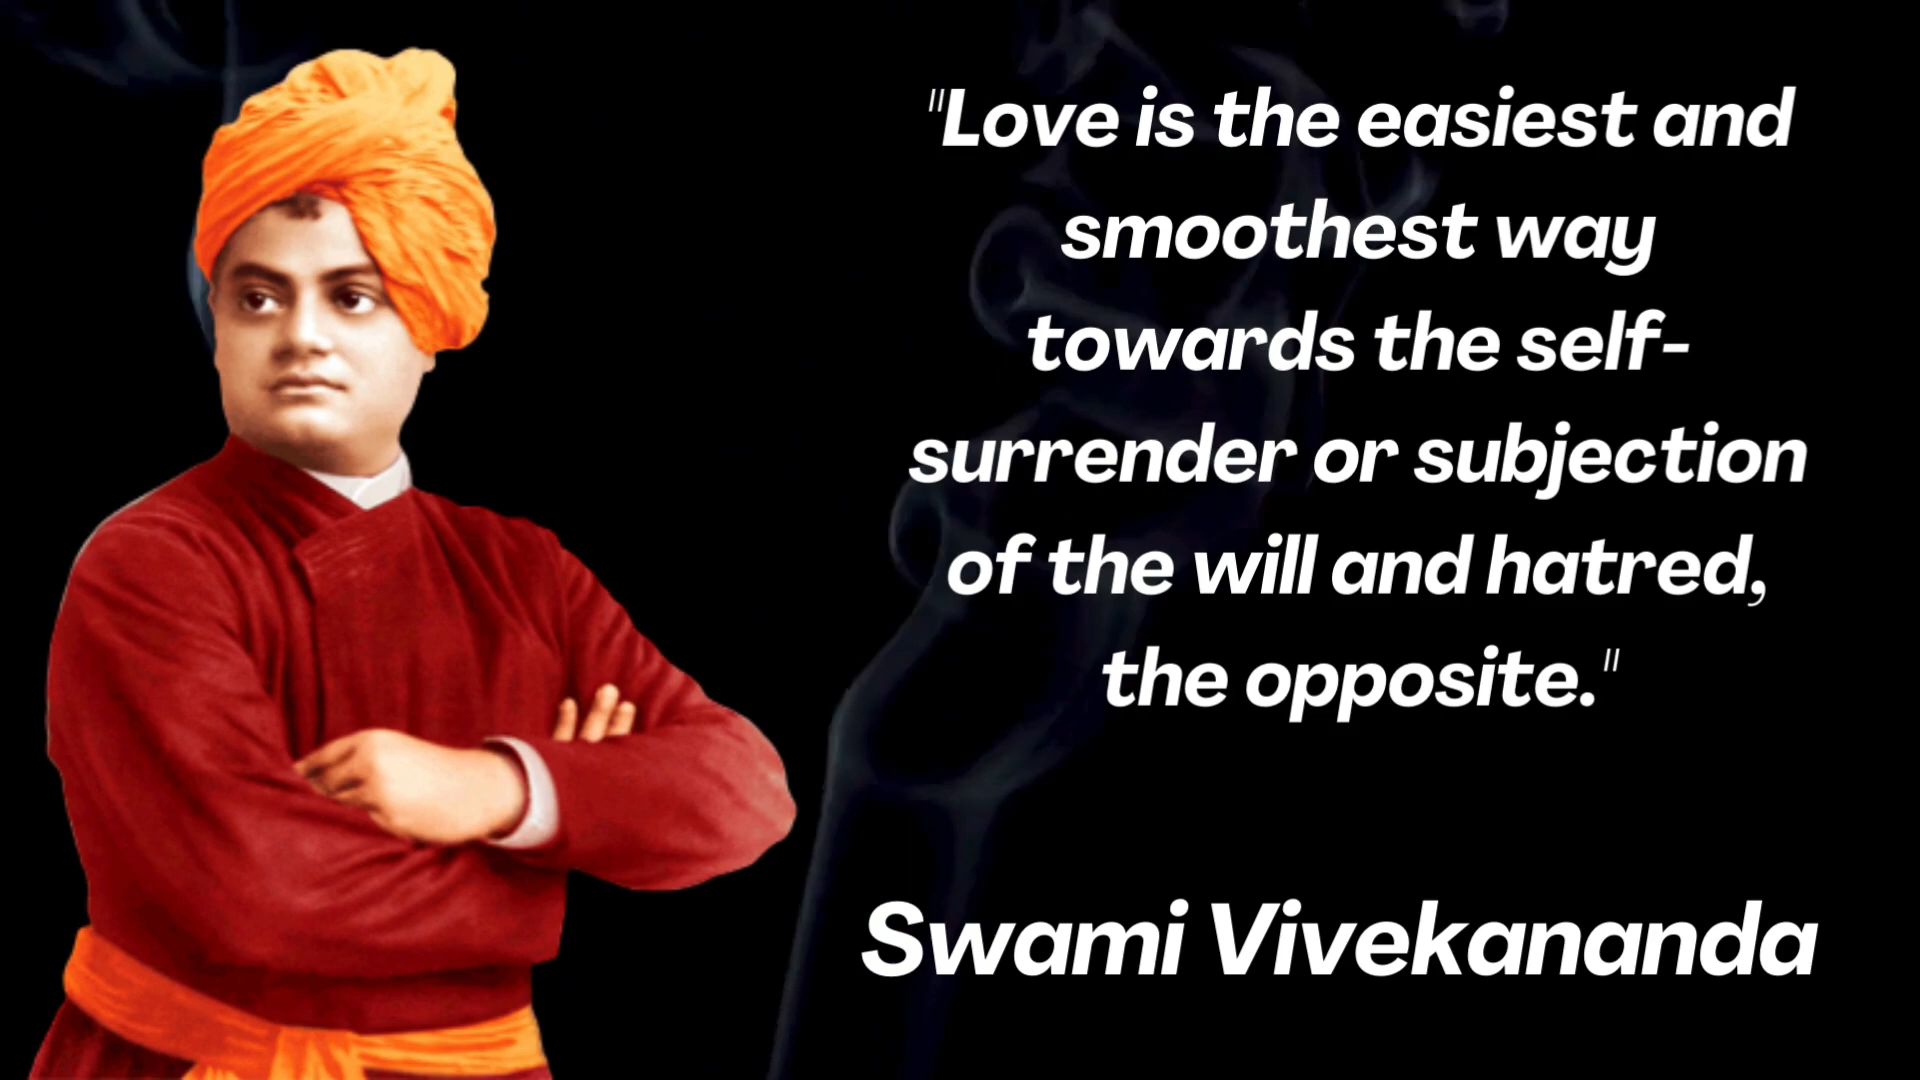 "Love is the easiest and
smoothest way
towards the self-
surrender or subjection
of the will and hatred,
the opposite."
Swami Vivekananda